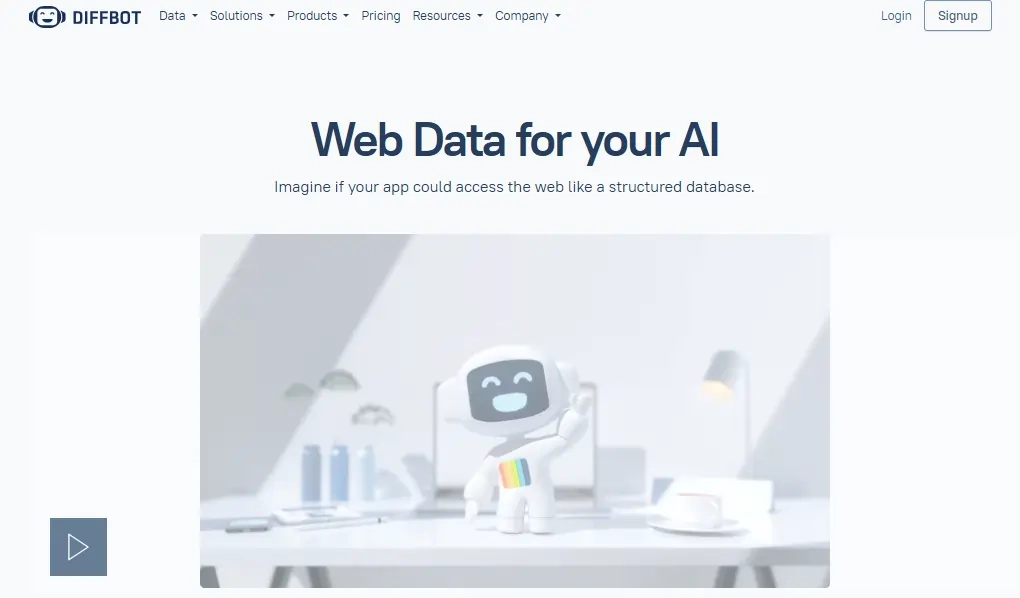 DIFFBOT
Data
Solutions
Products
Pricing
Resources
Company
Login
Signup
Web Data for your AI
Imagine if your app could access the web like a structured database.